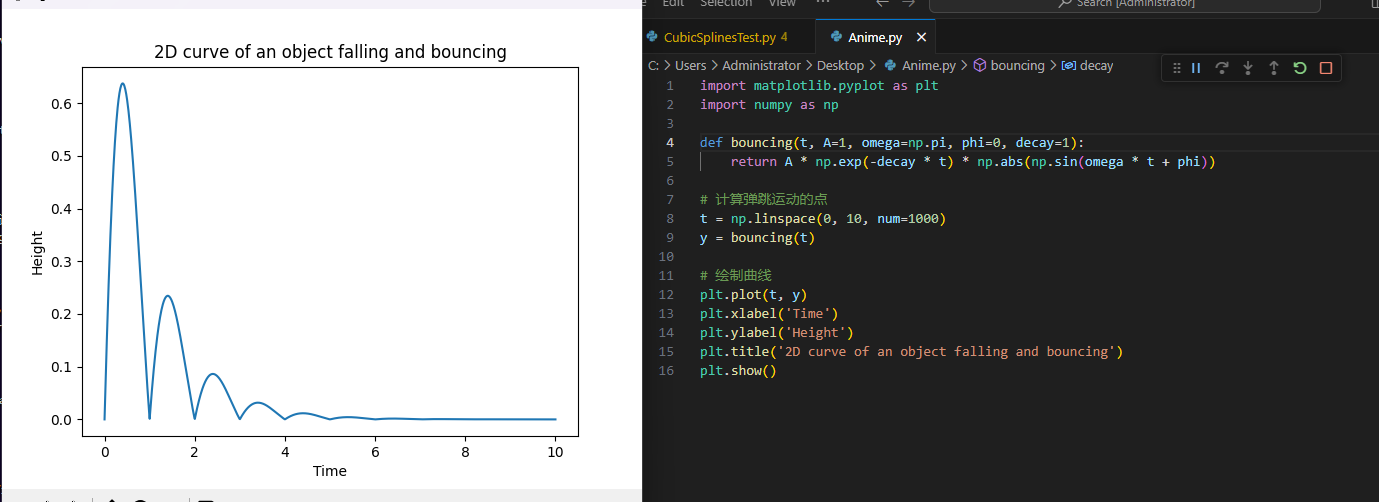 2D curve of an object falling and bouncing
Height
0.6
0.5
0.4
0.3
0.2
0.1
0.0
0 2 4 6 8 10
Time
Edit Selection View ··· Search [Administrator]
CubicSplinesTest.py 4 Anime.py
C: > Users > Administrator > Desktop > Anime.py > bouncing > decay
1 import matplotlib.pyplot as plt
2 import numpy as np
3
4 def bouncing(t, A=1, omega=np.pi, phi=0, decay=1):
5 return A * np.exp(-decay * t) * np.abs(np.sin(omega * t + phi))
6
7 # 计算弹跳运动的点
8 t = np.linspace(0, 10, num=1000)
9 y = bouncing(t)
10
11 # 绘制曲线
12 plt.plot(t, y)
13 plt.xlabel('Time')
14 plt.ylabel('Height')
15 plt.title('2D curve of an object falling and bouncing')
16 plt.show()